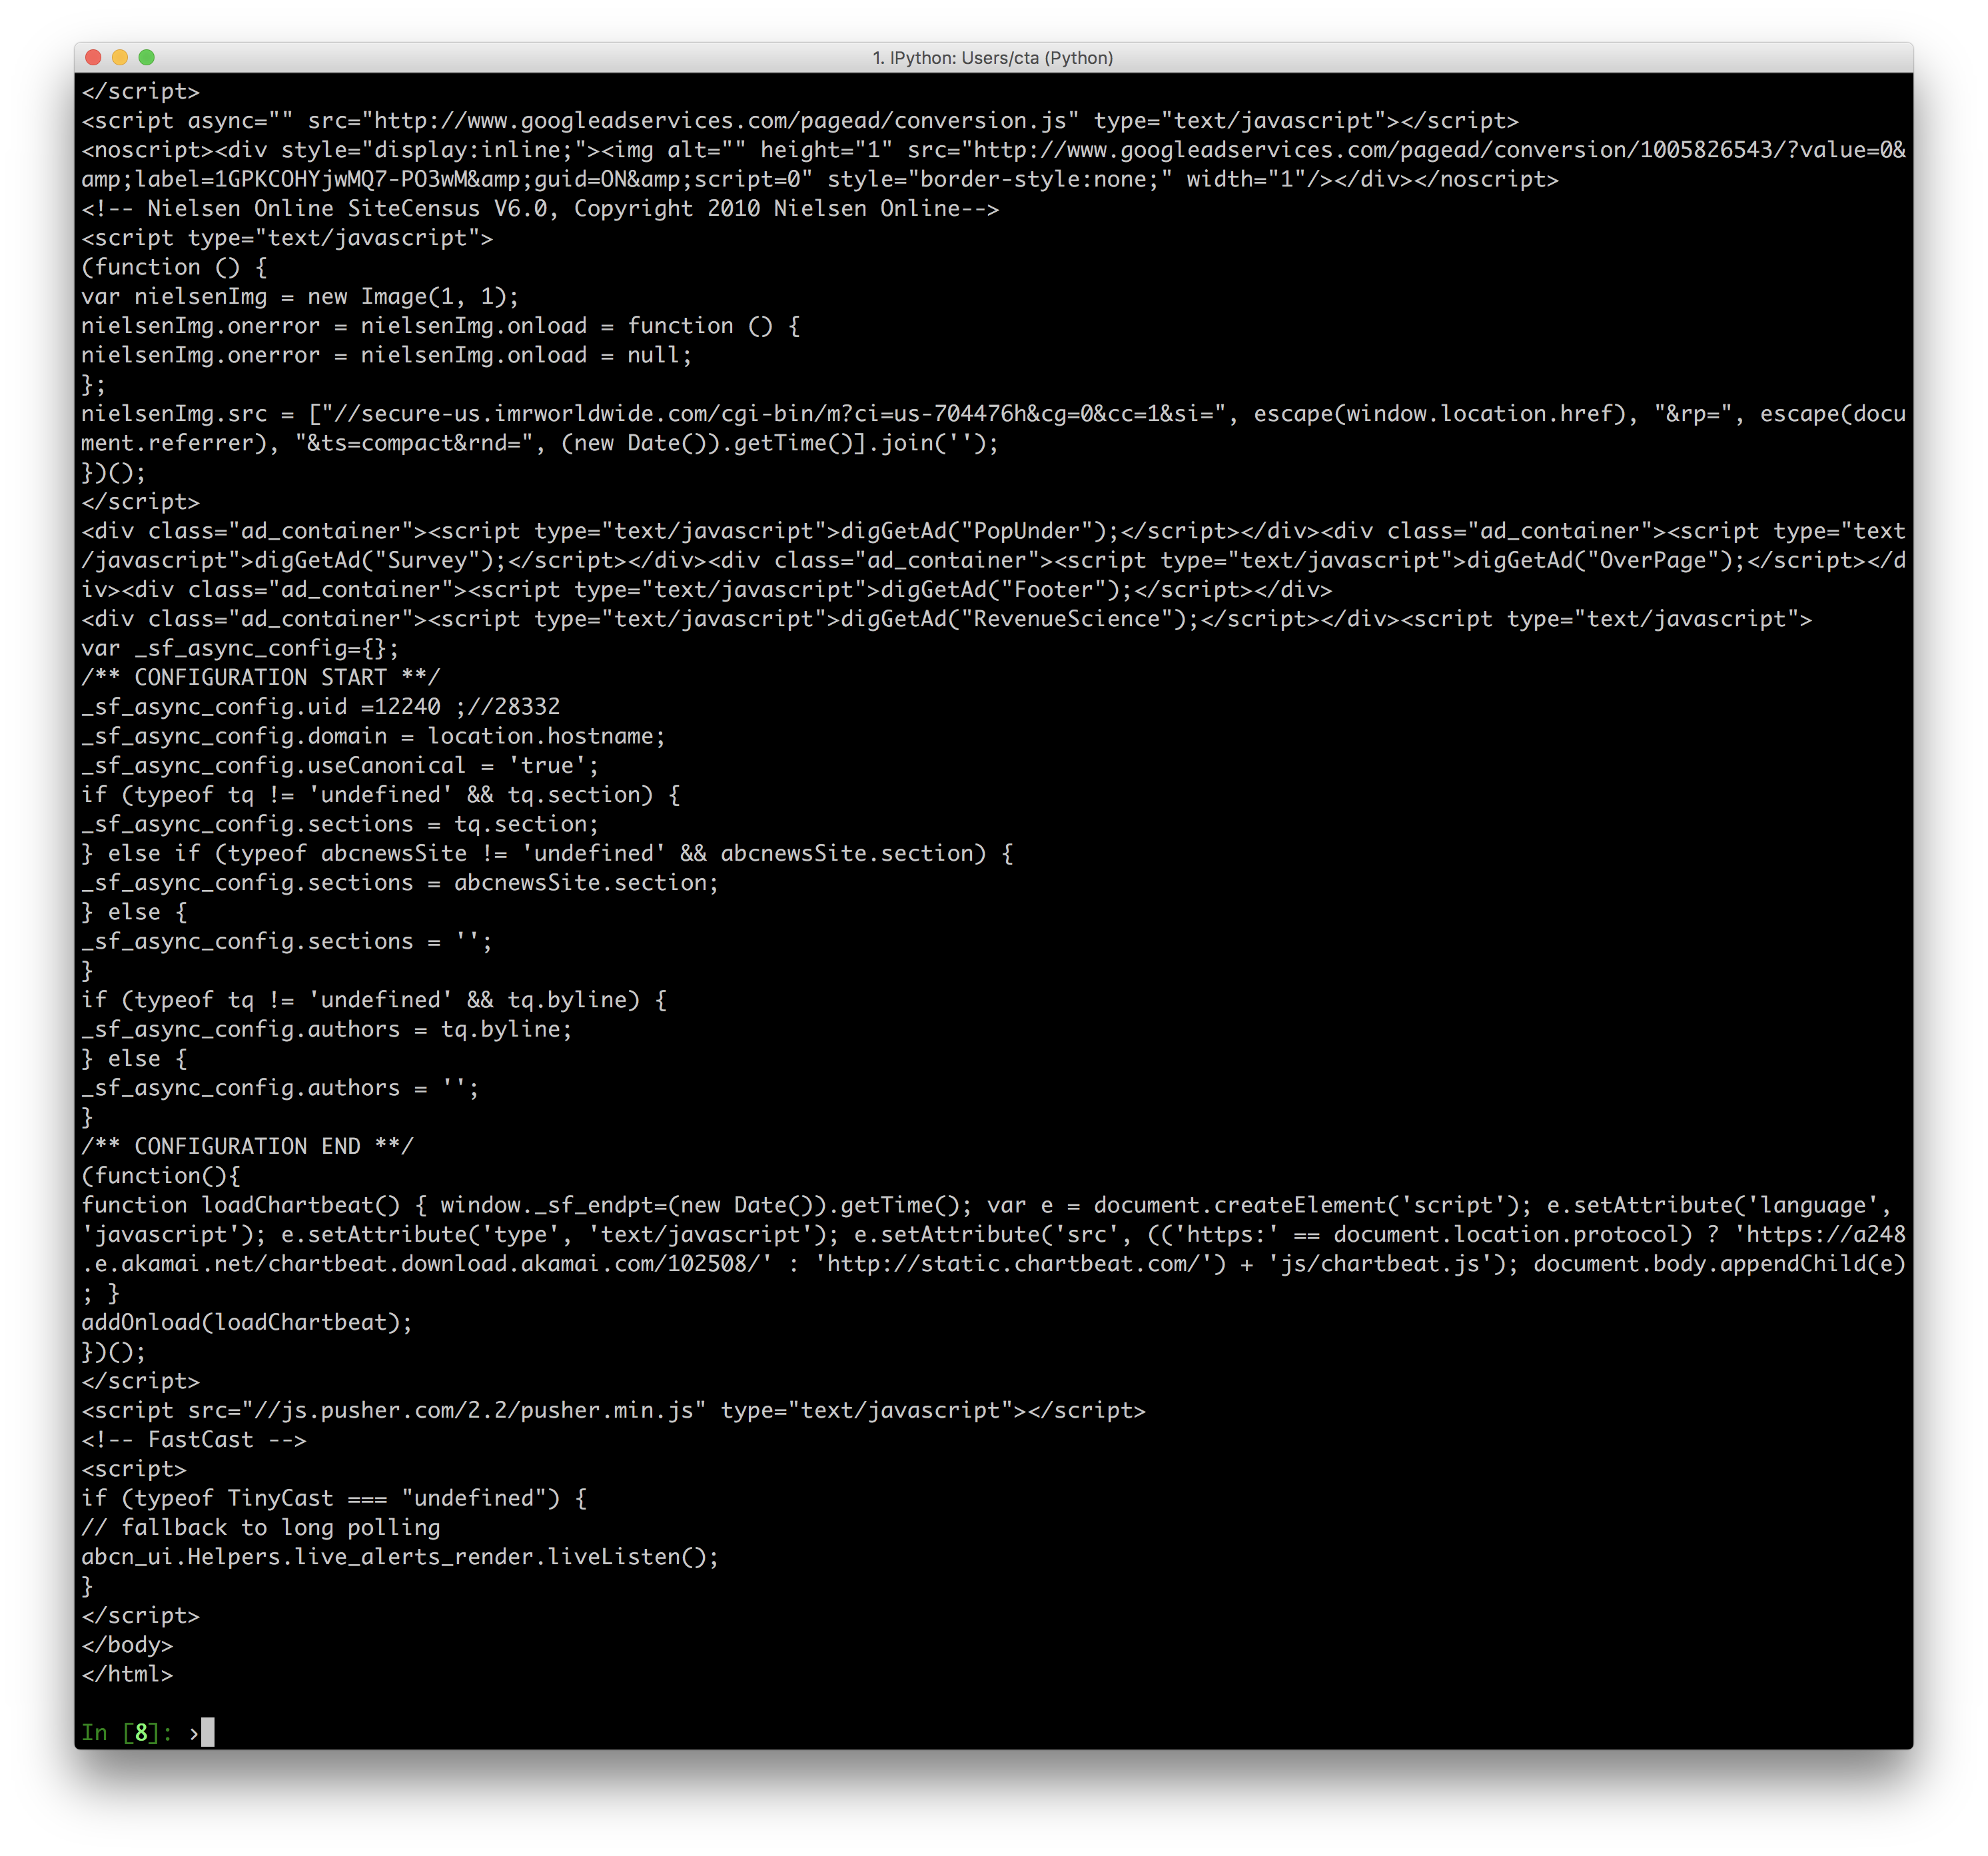 1. IPython: Users/cta (Python)
</script>
<script async="" src="http://www.googleadservices.com/pagead/conversion.js" type="text/javascript"></script>
<noscript><div style="display:inline;"><img alt="" height="1" src="http://www.googleadservices.com/pagead/conversion/1005826543/?value=0&
amp;label=1GPKCOHYjwMQ7-PO3wM&amp;guid=ON&amp;script=0" style="border-style:none;" width="1"/></div></noscript>
<!-- Nielsen Online SiteCensus V6.0, Copyright 2010 Nielsen Online-->
<script type="text/javascript">
(function () {
var nielsenImg = new Image(1, 1);
nielsenImg.onerror = nielsenImg.onload = function () {
nielsenImg.onerror = nielsenImg.onload = null;
};
nielsenImg.src = ["//secure-us.imrworldwide.com/cgi-bin/m?ci=us-704476h&cg=0&cc=1&si=", escape(window.location.href), "&rp=", escape(docu
ment.referrer), "&ts=compact&rnd=", (new Date()).getTime()].join('');
})();
</script>
<div class="ad_container"><script type="text/javascript">digGetAd("PopUnder");</script></div><div class="ad_container"><script type="text
/javascript">digGetAd("Survey");</script></div><div class="ad_container"><script type="text/javascript">digGetAd("OverPage");</script></d
iv><div class="ad_container"><script type="text/javascript">digGetAd("Footer");</script></div>
<div class="ad_container"><script type="text/javascript">digGetAd("RevenueScience");</script></div><script type="text/javascript">
var _sf_async_config={};
/** CONFIGURATION START **/
_sf_async_config.uid =12240 ;//28332
_sf_async_config.domain = location.hostname;
_sf_async_config.useCanonical = 'true';
if (typeof tq != 'undefined' && tq.section) {
_sf_async_config.sections = tq.section;
} else if (typeof abcnewsSite != 'undefined' && abcnewsSite.section) {
_sf_async_config.sections = abcnewsSite.section;
} else {
_sf_async_config.sections = '';
}
if (typeof tq != 'undefined' && tq.byline) {
_sf_async_config.authors = tq.byline;
} else {
_sf_async_config.authors = '';
}
/** CONFIGURATION END **/
(function(){
function loadChartbeat() { window._sf_endpt=(new Date()).getTime(); var e = document.createElement('script'); e.setAttribute('language',
'javascript'); e.setAttribute('type', 'text/javascript'); e.setAttribute('src', (('https:' == document.location.protocol) ? 'https://a248
.e.akamai.net/chartbeat.download.akamai.com/102508/' : 'http://static.chartbeat.com/') + 'js/chartbeat.js'); document.body.appendChild(e)
; }
addOnload(loadChartbeat);
})();
</script>
<script src="//js.pusher.com/2.2/pusher.min.js" type="text/javascript"></script>
<!-- FastCast -->
<script>
if (typeof TinyCast === "undefined") {
// fallback to long polling
abcn_ui.Helpers.live_alerts_render.liveListen();
}
</script>
</body>
</html>
In [8]: ›